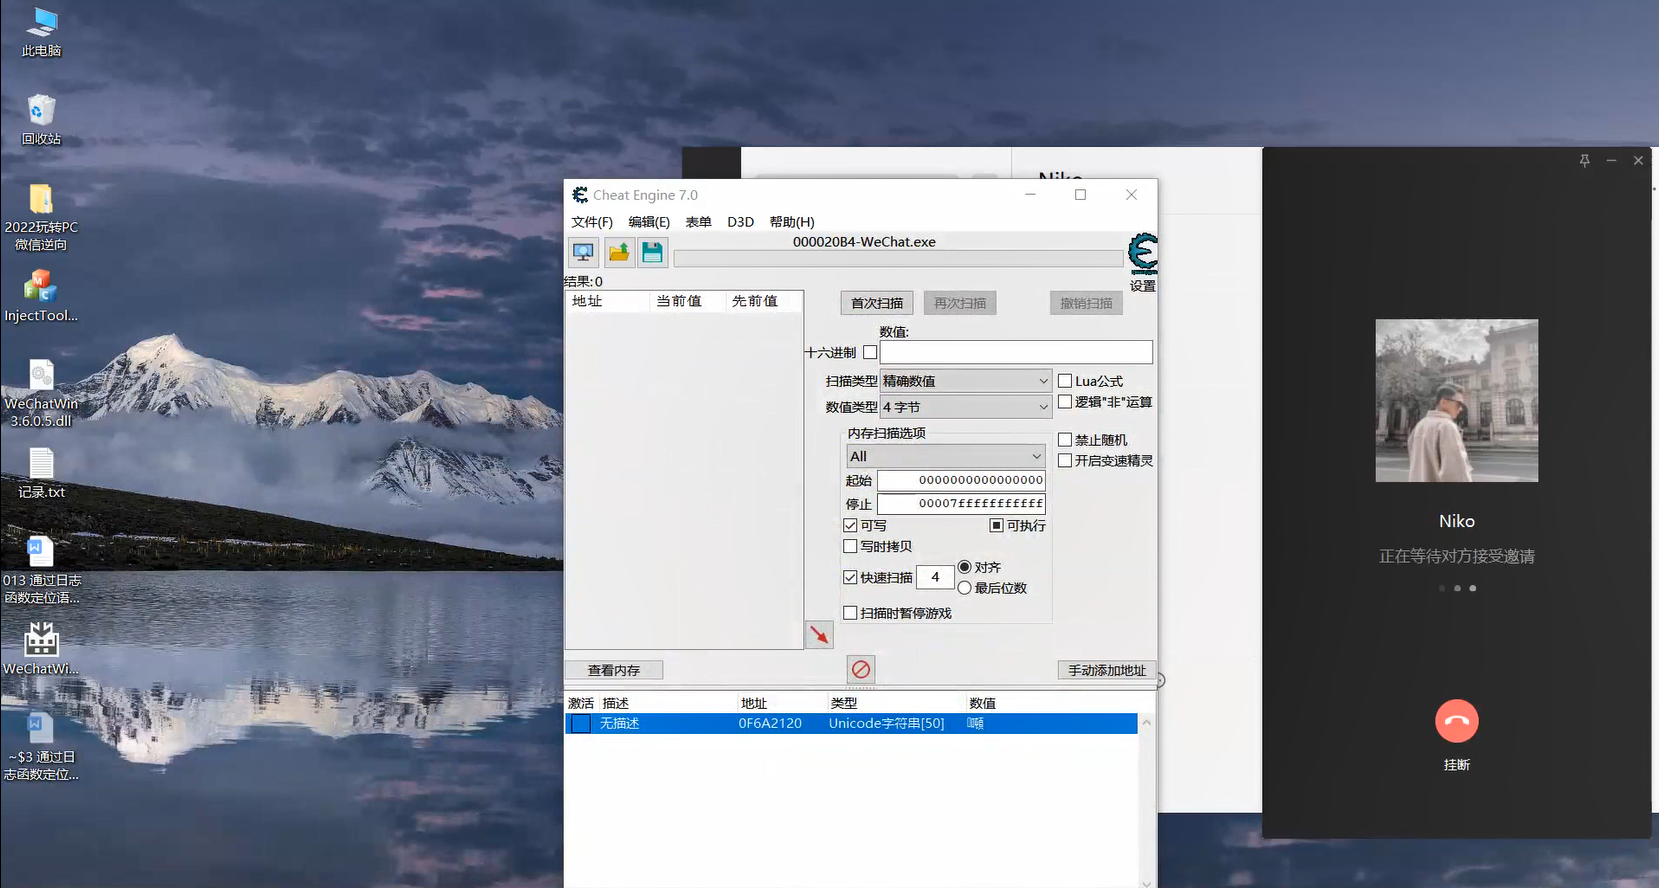 此电脑
回收站
2022玩转PC
微信逆向
InjectTool...
WeChatWin
3.6.0.5.dll
记录.txt
013 通过日志
函数定位语...
WeChatWi...
~$3 通过日
志函数定位...
Cheat Engine 7.0
文件(F) 编辑(E) 表单 D3D 帮助(H)
000020B4-WeChat.exe
设置
结果:0
地址 当前值 先前值
首次扫描 再次扫描 撤销扫描
数值:
十六进制
扫描类型 精确数值 Lua公式
数值类型 4 字节 逻辑"非"运算
内存扫描选项
All
禁止随机
开启变速精灵
起始 0000000000000000
停止 00007fffffffffff
可写 可执行
写时拷贝
快速扫描 4 对齐
最后位数
扫描时暂停游戏
查看内存 手动添加地址
激活 描述 地址 类型 数值
无描述 0F6A2120 Unicode字符串[50]
Niko
Niko
正在等待对方接受邀请
挂断